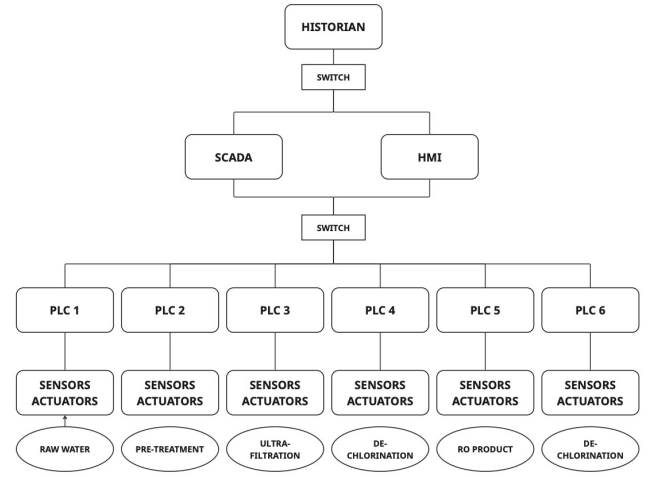 HISTORIAN
SWITCH
SCADA
HMI
SWITCH
PLC 1
PLC 2
PLC 3
PLC 4
PLC 5
PLC 6
SENSORS
ACTUATORS
SENSORS
ACTUATORS
SENSORS
ACTUATORS
SENSORS
ACTUATORS
SENSORS
ACTUATORS
SENSORS
ACTUATORS
RAW WATER
PRE-TREATMENT
ULTRA-
FILTRATION
DE-
CHLORINATION
RO PRODUCT
DE-
CHLORINATION